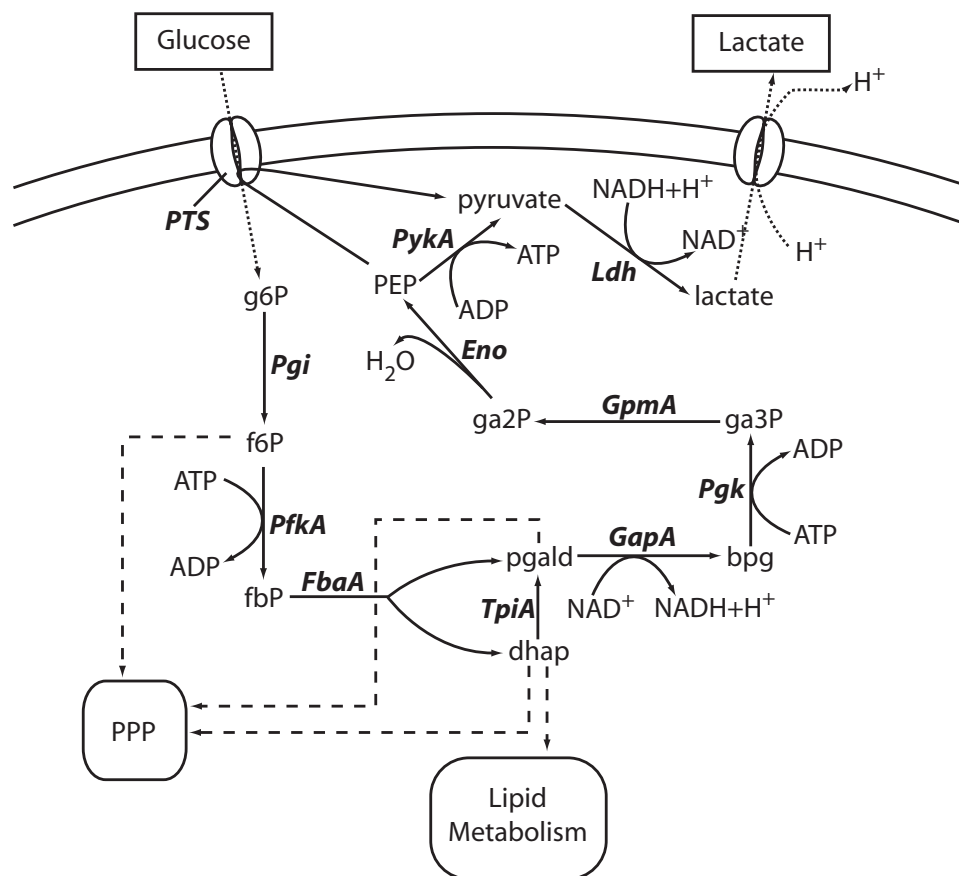 Glucose
Lactate
H⁺
PTS
pyruvate
NADH+H⁺
PykA
ATP
NAD⁺
H⁺
Ldh
g6P
PEP
ADP
lactate
Pgi
H₂O
Eno
f6P
ga2P
GpmA
ga3P
ATP
ADP
PfkA
Pgk
ADP
ATP
fbP
FbaA
pgald
GapA
bpg
TpiA
NAD⁺
NADH+H⁺
dhap
PPP
Lipid
Metabolism